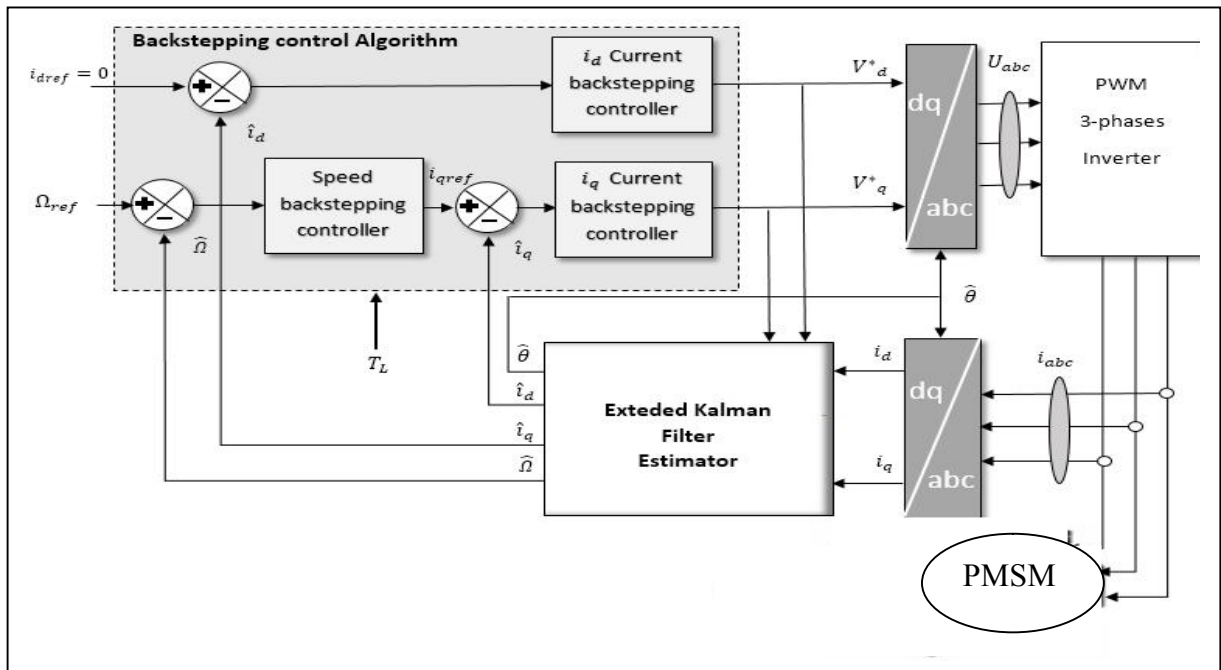 Backstepping control Algorithm
i_dref = 0
+
-
î_d
i_d Current
backstepping
controller
V*_d
dq
abc
U_abc
PWM
3-phases
Inverter
Ω_ref
+
-
Ω̂
Speed
backstepping
controller
i_qref
+
-
î_q
i_q Current
backstepping
controller
V*_q
T_L
θ̂
θ̂
î_d
î_q
Ω̂
Exteded Kalman
Filter
Estimator
i_d
i_q
dq
abc
i_abc
PMSM